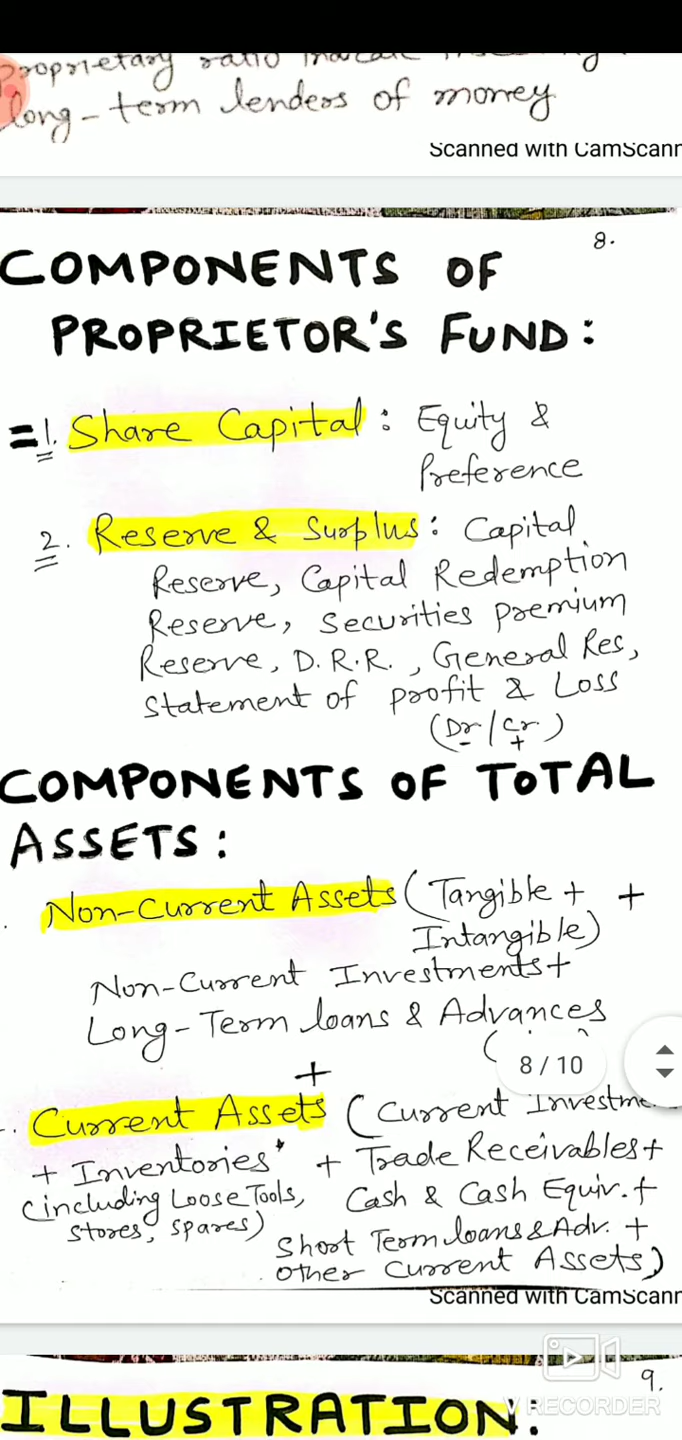 Proprietary ratio
long-term lenders of money
Scanned with CamScann
8.
COMPONENTS OF
PROPRIETOR'S FUND:
=1. Share Capital: Equity &
Preference
2. Reserve & Surplus: Capital
Reserve, Capital Redemption
Reserve, Securities premium
Reserve, D.R.R., General Res,
Statement of profit & Loss
(Dr/Cr)
- +
COMPONENTS OF TOTAL
ASSETS:
Non-Current Assets (Tangible + +
Intangible)
Non-Current Investments +
Long-Term loans & Advances
(
8 / 10
+
Current Assets (Current Investme
+ Inventories* + Trade Receivables +
(including Loose Tools, Cash & Cash Equiv. +
Stores, Spares) Short Term loans & Adv. +
Other Current Assets)
Scanned with CamScann
9.
V RECORDER
ILLUSTRATION: